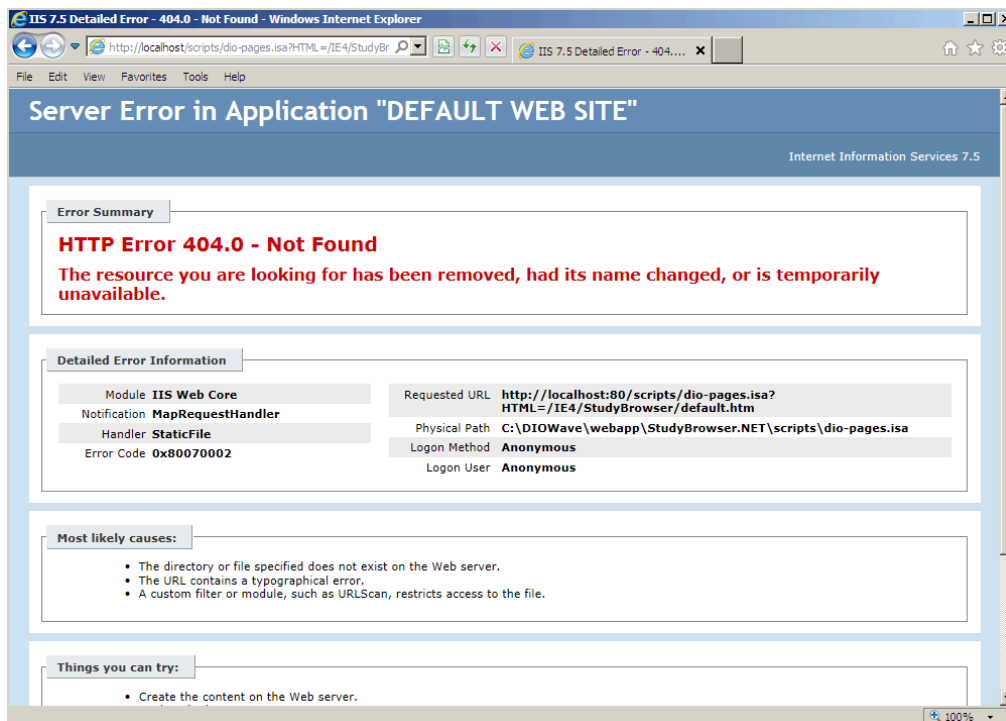 IIS 7.5 Detailed Error - 404.0 - Not Found - Windows Internet Explorer
http://localhost/scripts/dio-pages.isa?HTML=/IE4/StudyBr
IIS 7.5 Detailed Error - 404....
File Edit View Favorites Tools Help
Server Error in Application "DEFAULT WEB SITE"
Internet Information Services 7.5
Error Summary
HTTP Error 404.0 - Not Found
The resource you are looking for has been removed, had its name changed, or is temporarily
unavailable.
Detailed Error Information
Module IIS Web Core
Notification MapRequestHandler
Handler StaticFile
Error Code 0x80070002
Requested URL http://localhost:80/scripts/dio-pages.isa?
HTML=/IE4/StudyBrowser/default.htm
Physical Path C:\DIOWave\webapp\StudyBrowser.NET\scripts\dio-pages.isa
Logon Method Anonymous
Logon User Anonymous
Most likely causes:
• The directory or file specified does not exist on the Web server.
• The URL contains a typographical error.
• A custom filter or module, such as URLScan, restricts access to the file.
Things you can try:
• Create the content on the Web server.
100%